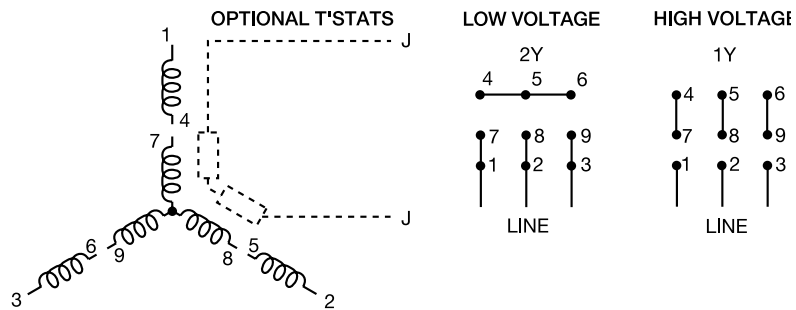 OPTIONAL T'STATS
J
J
1
4
7
6
9
3
5
8
2
LOW VOLTAGE
2Y
4 5 6
7 8 9
1 2 3
LINE
HIGH VOLTAGE
1Y
4 5 6
7 8 9
1 2 3
LINE